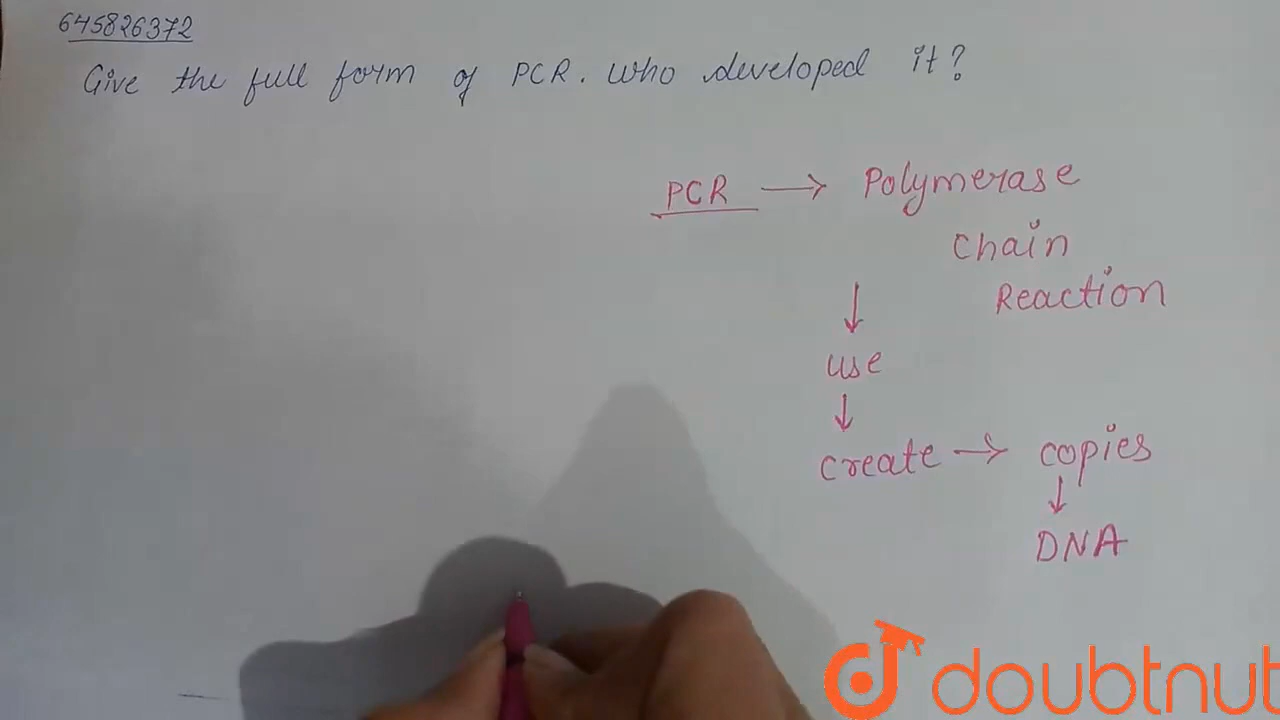 645826372
Give the full form of PCR. Who developed it?
PCR → Polymerase
Chain
Reaction
↓
use
↓
create → copies
↓
DNA
doubtnut